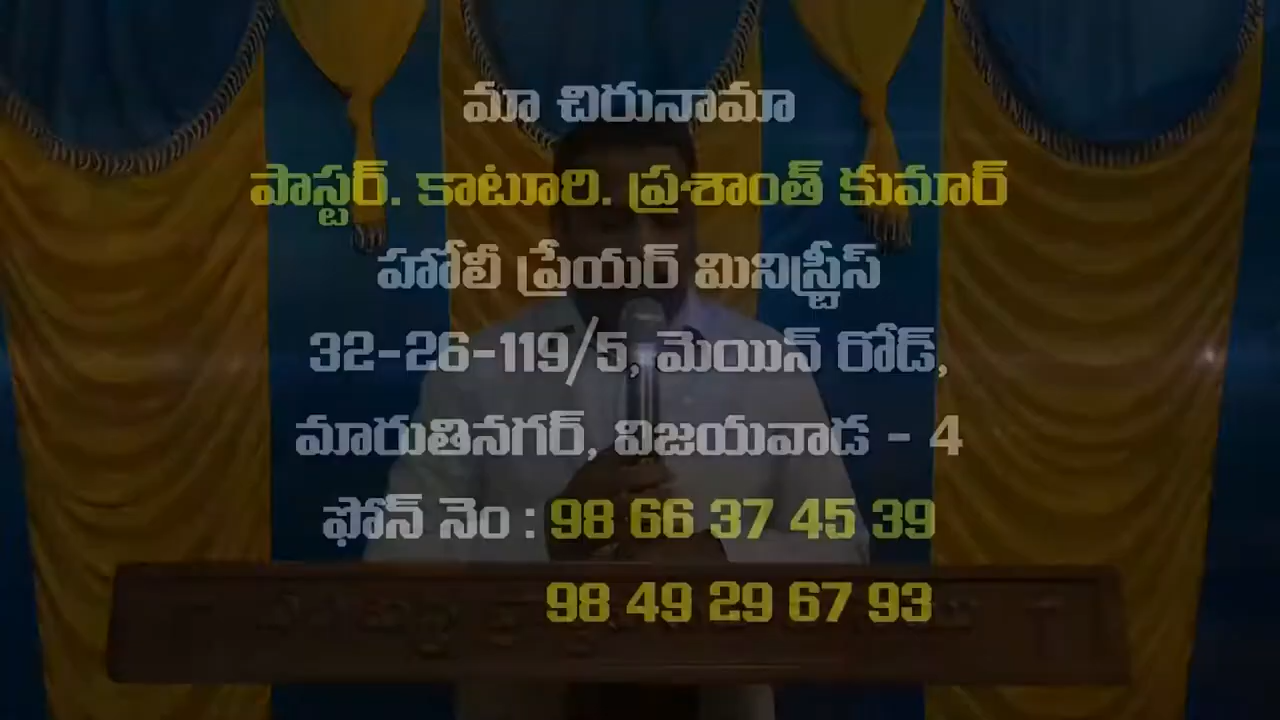 మా చిరునామా
పాస్టర్. కాటూరి. ప్రశాంత్ కుమార్
హోలీ ప్రేయర్ మినిస్ట్రీస్
32-26-119/5, మెయిన్ రోడ్,
మారుతినగర్, విజయవాడ - 4
ఫోన్ నెం : 98 66 37 45 39
98 49 29 67 93